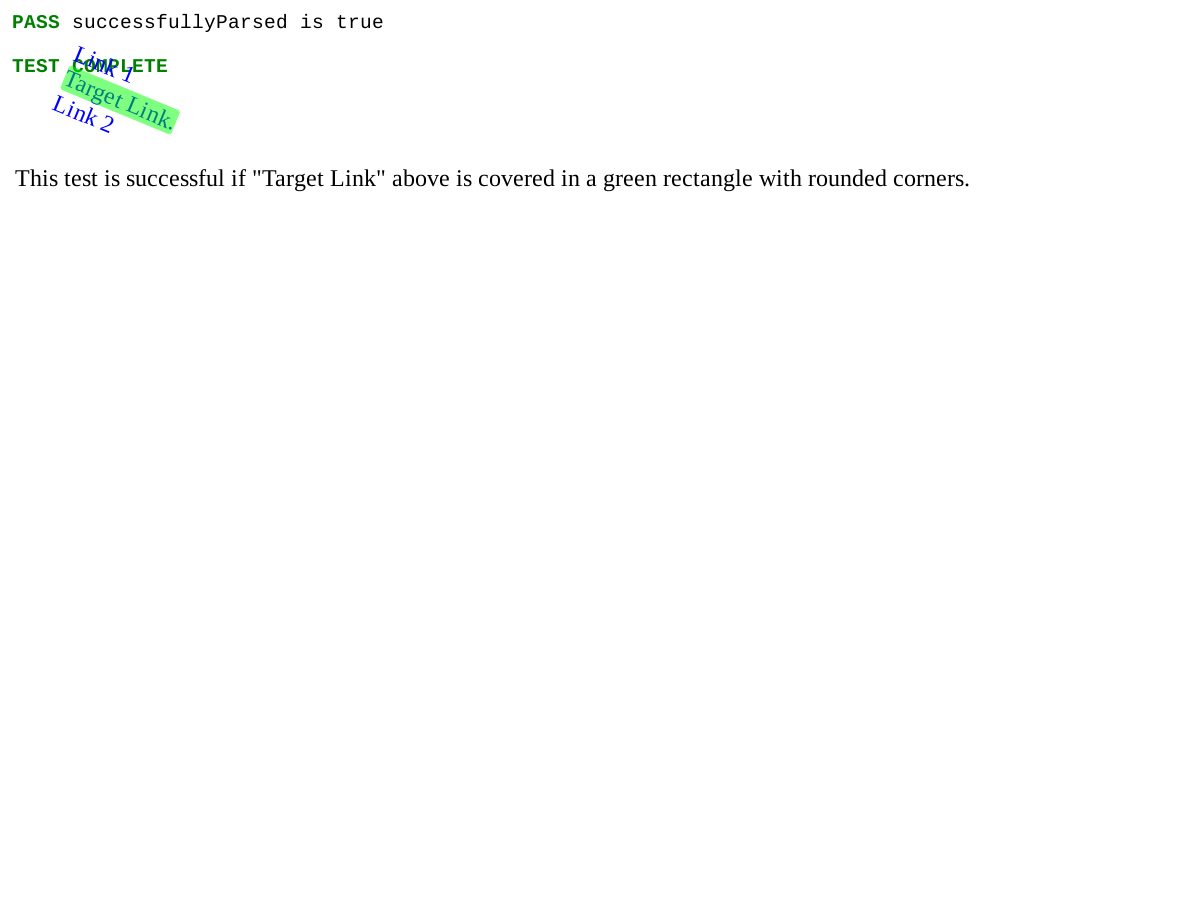 PASS successfullyParsed is true
TEST COMPLETE
Link 1
Target Link.
Link 2
This test is successful if "Target Link" above is covered in a green rectangle with rounded corners.